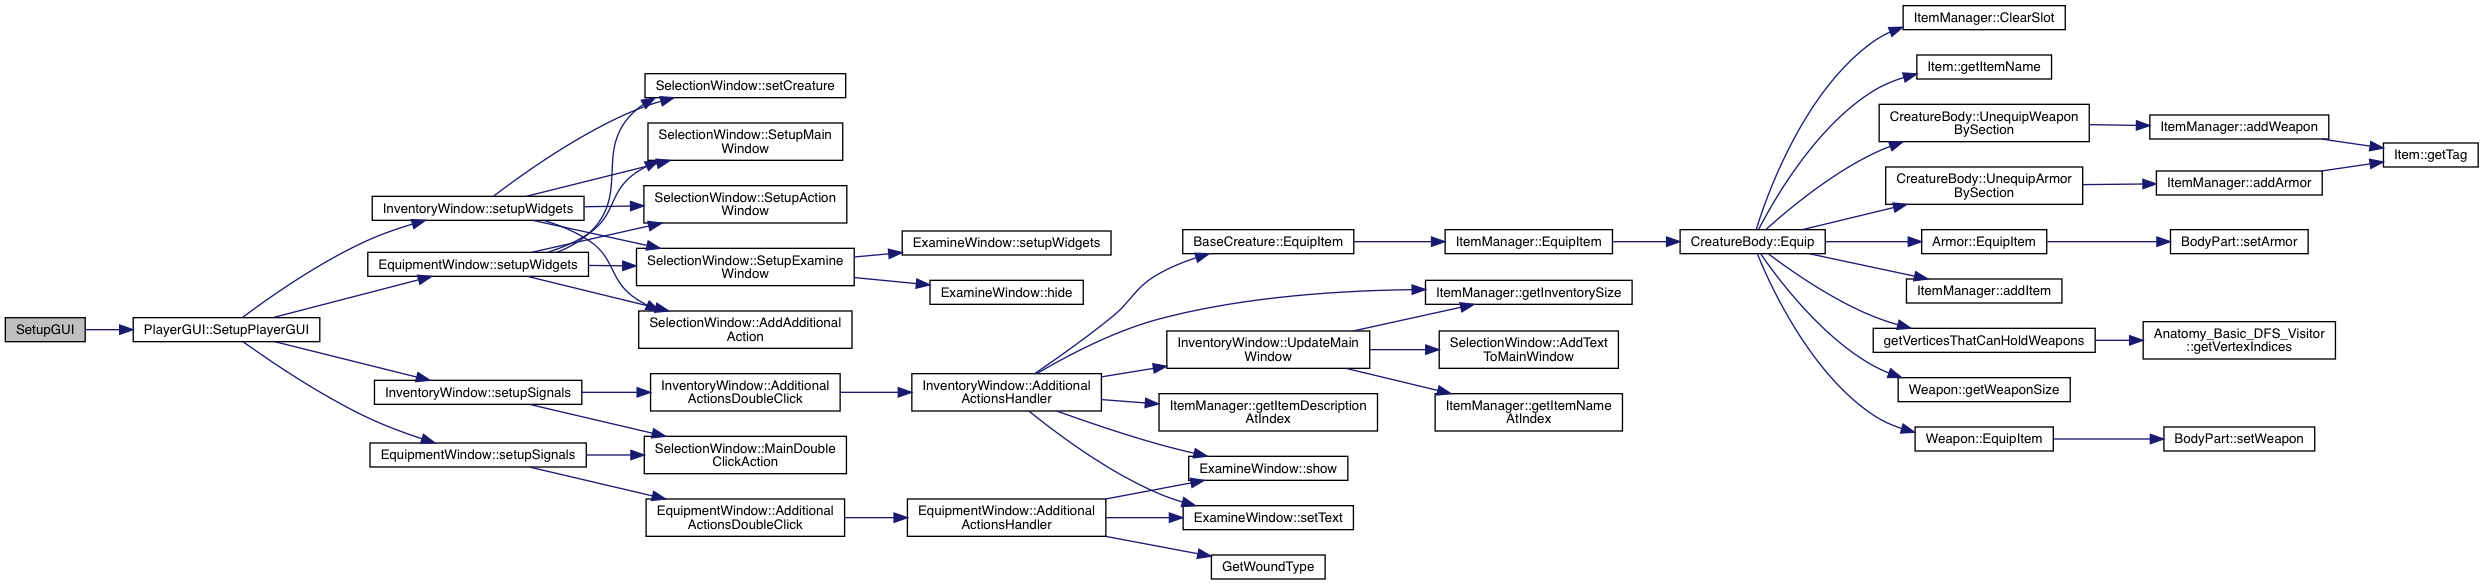 SetupGUI
PlayerGUI::SetupPlayerGUI
InventoryWindow::setupWidgets
EquipmentWindow::setupWidgets
InventoryWindow::setupSignals
EquipmentWindow::setupSignals
SelectionWindow::setCreature
SelectionWindow::SetupMain
Window
SelectionWindow::SetupAction
Window
SelectionWindow::SetupExamine
Window
SelectionWindow::AddAdditional
Action
InventoryWindow::Additional
ActionsDoubleClick
SelectionWindow::MainDouble
ClickAction
EquipmentWindow::Additional
ActionsDoubleClick
ExamineWindow::setupWidgets
ExamineWindow::hide
InventoryWindow::Additional
ActionsHandler
EquipmentWindow::Additional
ActionsHandler
BaseCreature::EquipItem
InventoryWindow::UpdateMain
Window
ItemManager::getItemDescription
AtIndex
ExamineWindow::show
ExamineWindow::setText
GetWoundType
ItemManager::EquipItem
ItemManager::getInventorySize
SelectionWindow::AddText
ToMainWindow
ItemManager::getItemName
AtIndex
CreatureBody::Equip
ItemManager::ClearSlot
Item::getItemName
CreatureBody::UnequipWeapon
BySection
CreatureBody::UnequipArmor
BySection
Armor::EquipItem
ItemManager::addItem
getVerticesThatCanHoldWeapons
Weapon::getWeaponSize
Weapon::EquipItem
ItemManager::addWeapon
ItemManager::addArmor
BodyPart::setArmor
Anatomy_Basic_DFS_Visitor
::getVertexIndices
BodyPart::setWeapon
Item::getTag